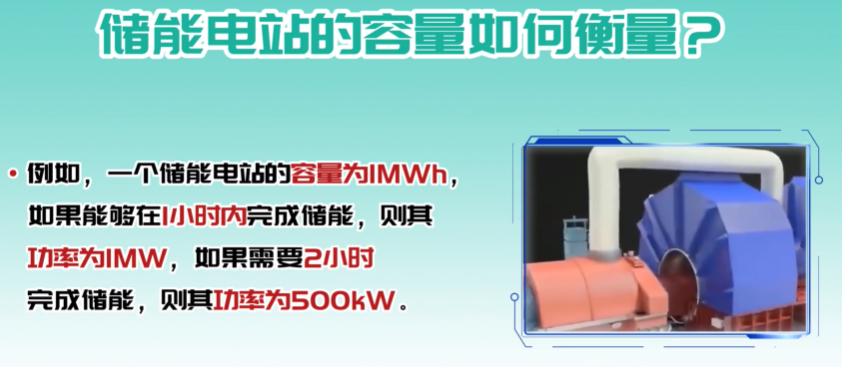 储能电站的容量如何衡量?
• 例如，一个储能电站的容量为1MWh，
如果能够在1小时内完成储能，则其
功率为1MW，如果需要2小时
完成储能，则其功率为500kW。